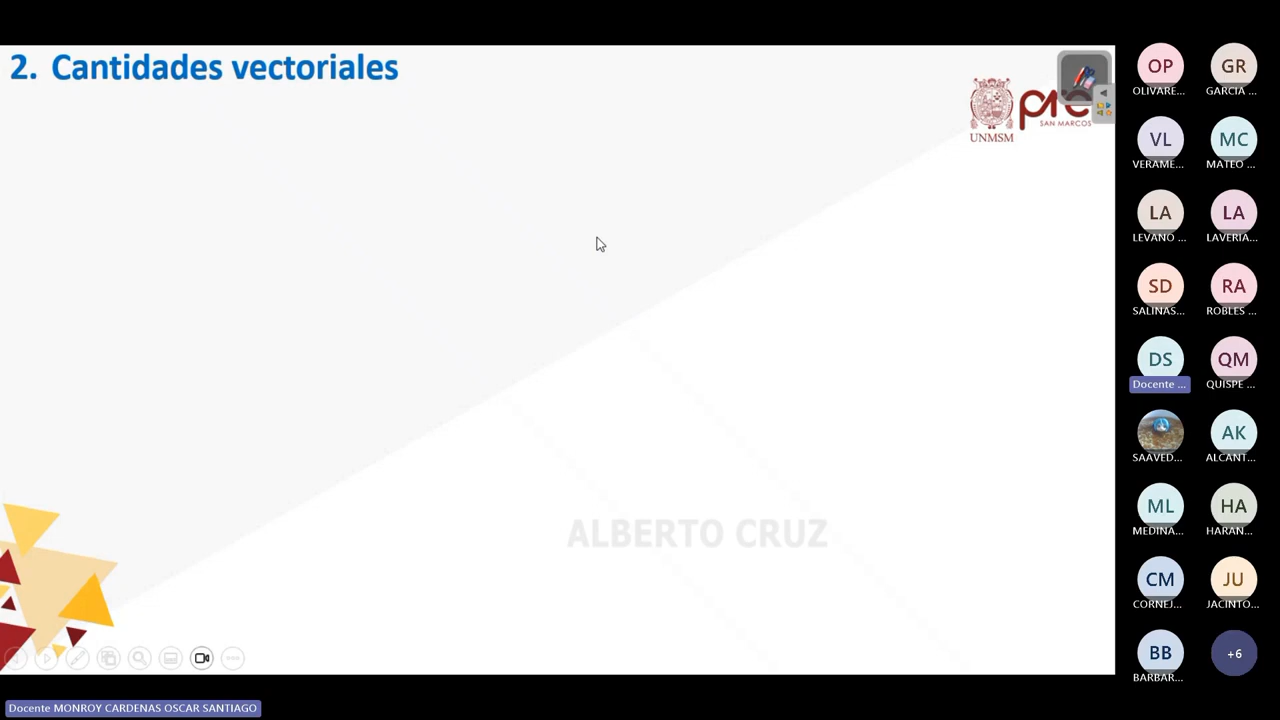 2. Cantidades vectoriales
UNMSM
SAN MARCOS
ALBERTO CRUZ
OP
OLIVARE...
GR
GARCIA ...
VL
VERAME...
MC
MATEO ...
LA
LEVANO ...
LA
LAVERIA...
SD
SALINAS...
RA
ROBLES ...
DS
Docente ...
QM
QUISPE ...
SAAVED...
AK
ALCANT...
ML
MEDINA...
HA
HARAN...
CM
CORNEJ...
JU
JACINTO...
BB
BARBAR...
+6
Docente MONROY CARDENAS OSCAR SANTIAGO